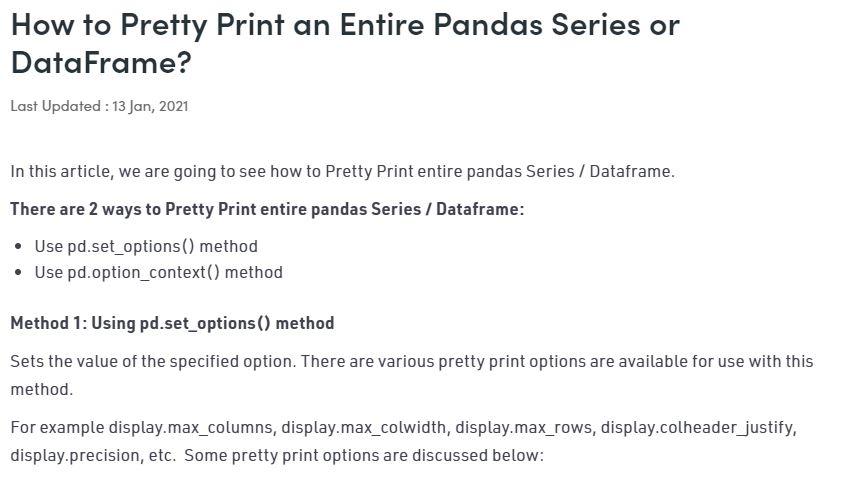 How to Pretty Print an Entire Pandas Series or
DataFrame?
Last Updated : 13 Jan, 2021
In this article, we are going to see how to Pretty Print entire pandas Series / Dataframe.
There are 2 ways to Pretty Print entire pandas Series / Dataframe:
• Use pd.set_options() method
• Use pd.option_context() method
Method 1: Using pd.set_options() method
Sets the value of the specified option. There are various pretty print options are available for use with this
method.
For example display.max_columns, display.max_colwidth, display.max_rows, display.colheader_justify,
display.precision, etc.  Some pretty print options are discussed below: